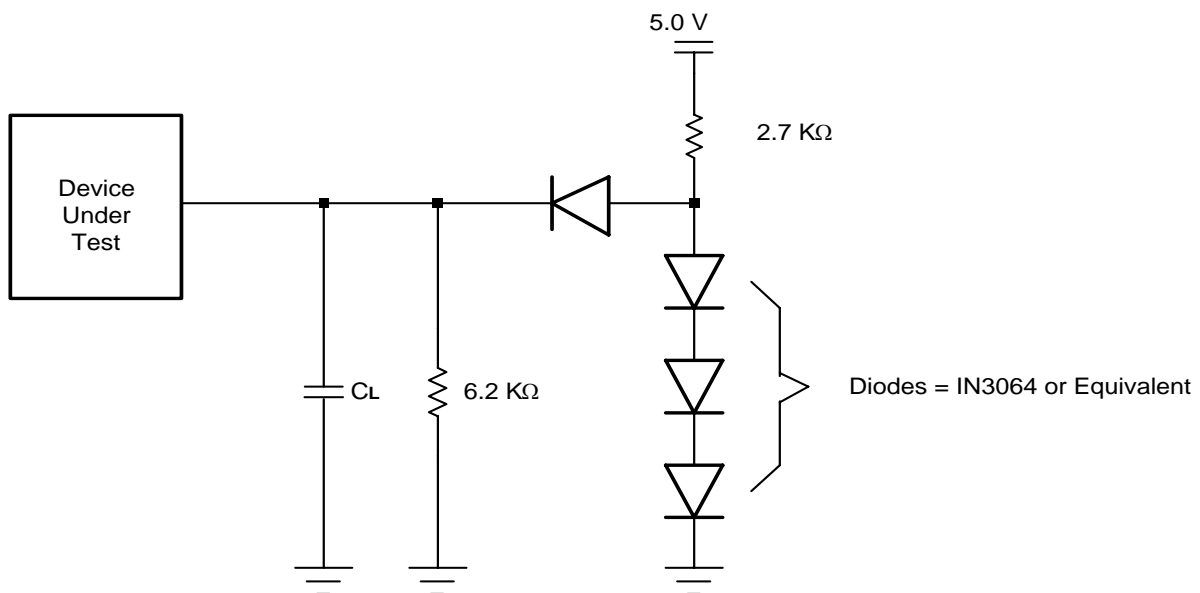 5.0 V
2.7 KΩ
Device
Under
Test
CL
6.2 KΩ
Diodes = IN3064 or Equivalent